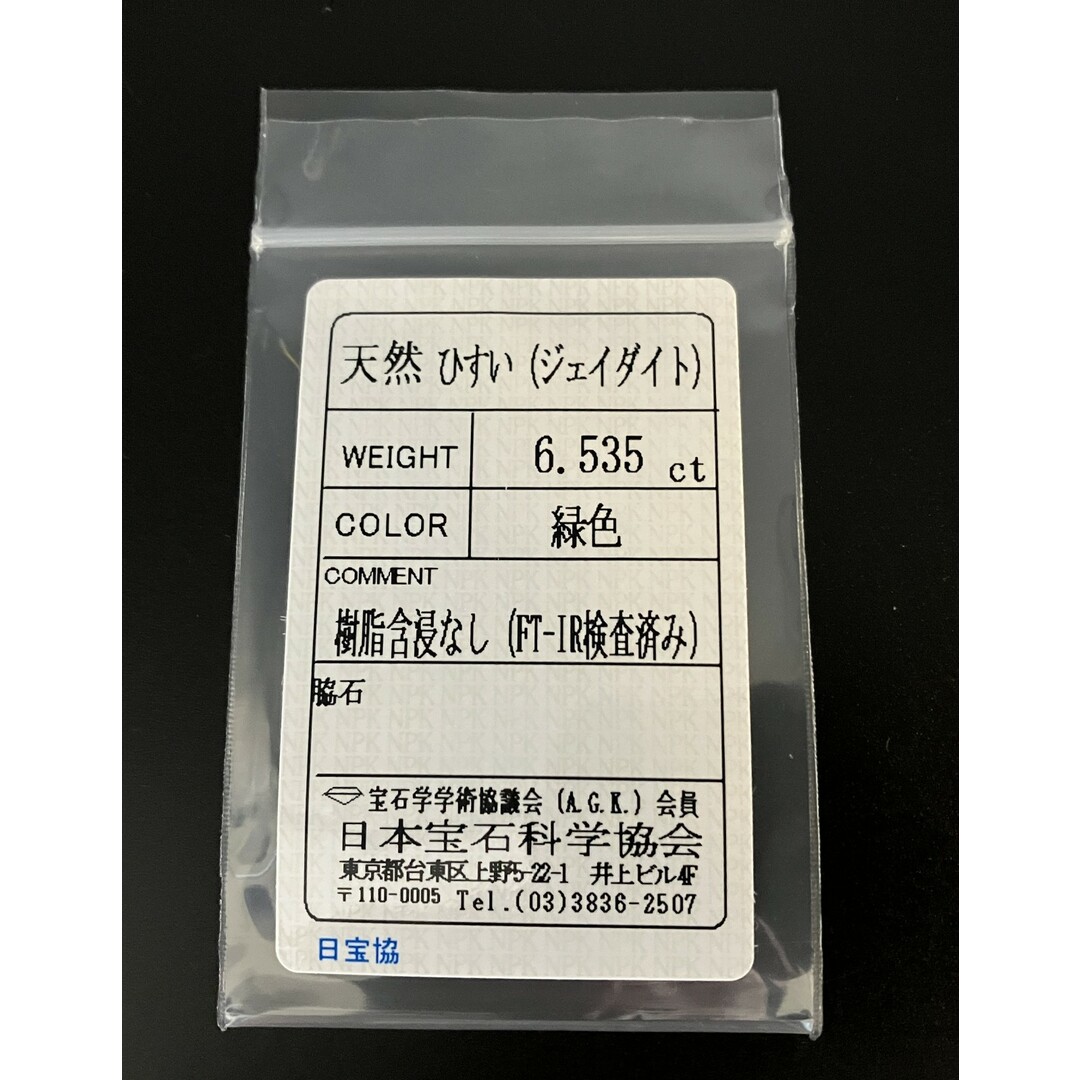 天然 ひすい (ジェイダイト)
WEIGHT 6.535 ct
COLOR 緑色
COMMENT
樹脂含浸なし (FT-IR検査済み)
脇石
宝石学学術協議会 (A.G.K.) 会員
日本宝石科学協会
東京都台東区上野5-22-1 井上ビル4F
〒110-0005 Tel.(03)3836-2507
日宝協